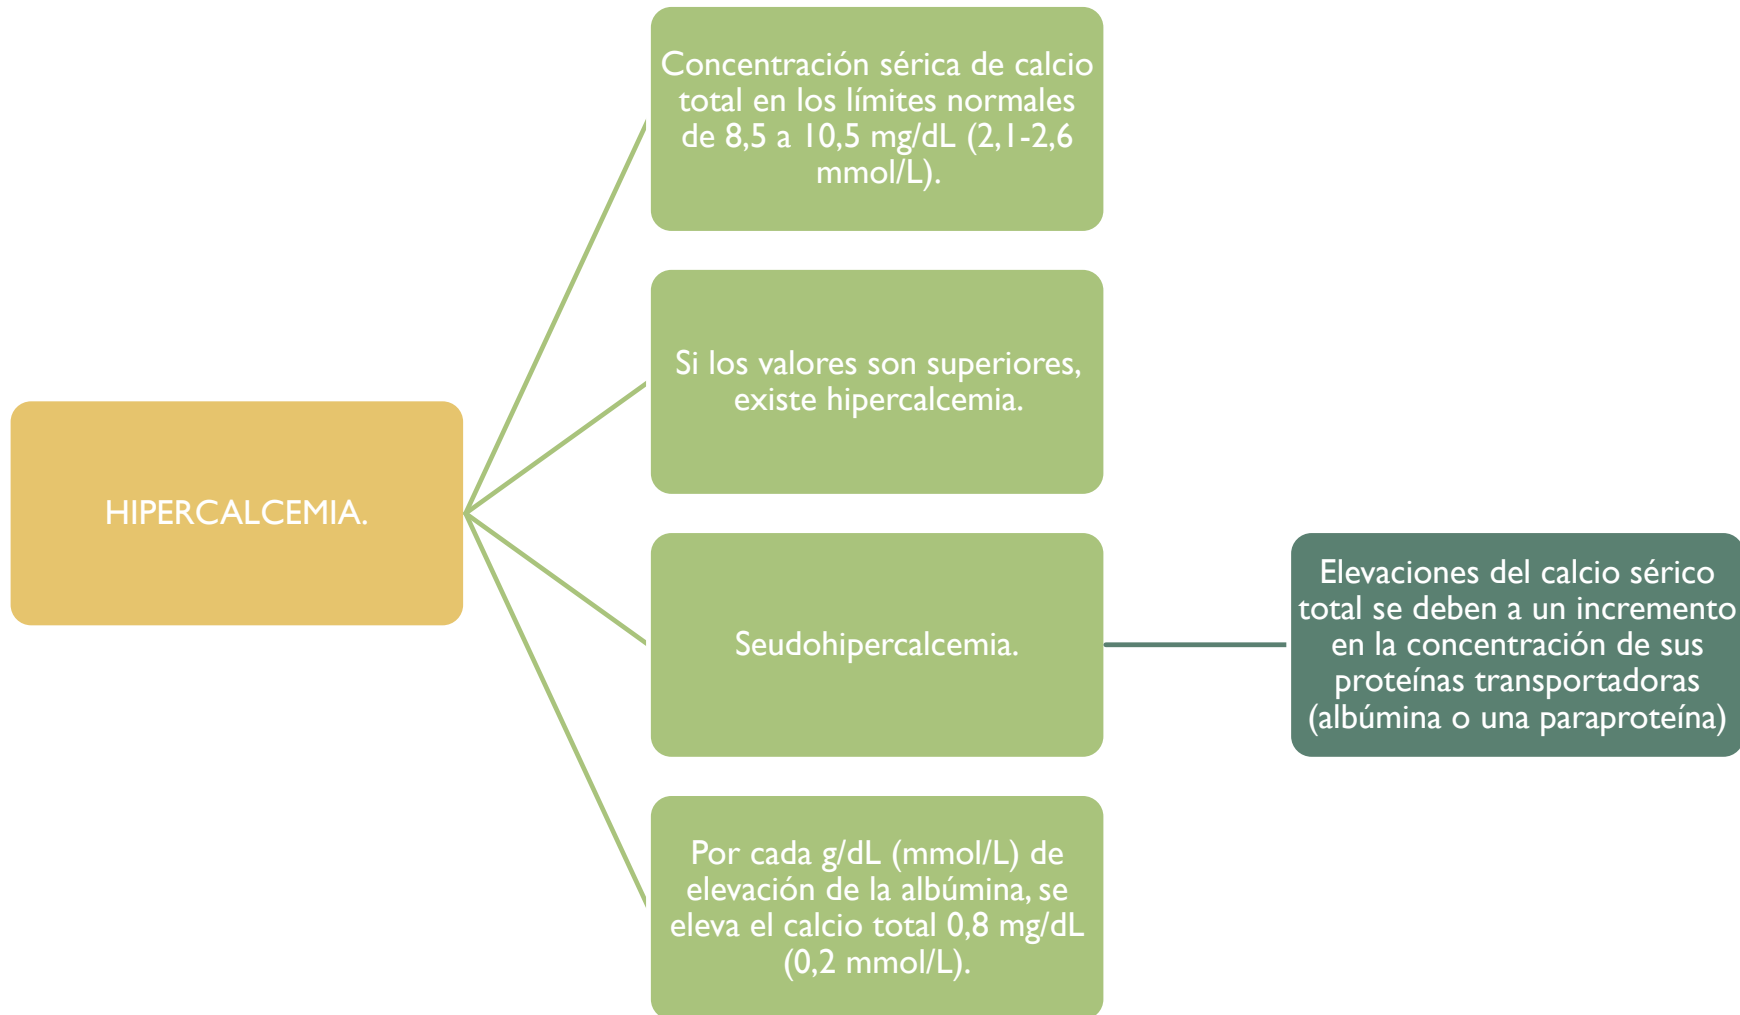 Concentración sérica de calcio
total en los límites normales
de 8,5 a 10,5 mg/dL (2,1-2,6
mmol/L).
Si los valores son superiores,
existe hipercalcemia.
HIPERCALCEMIA.
Seudohipercalcemia.
Elevaciones del calcio sérico
total se deben a un incremento
en la concentración de sus
proteínas transportadoras
(albúmina o una paraproteína)
Por cada g/dL (mmol/L) de
elevación de la albúmina, se
eleva el calcio total 0,8 mg/dL
(0,2 mmol/L).